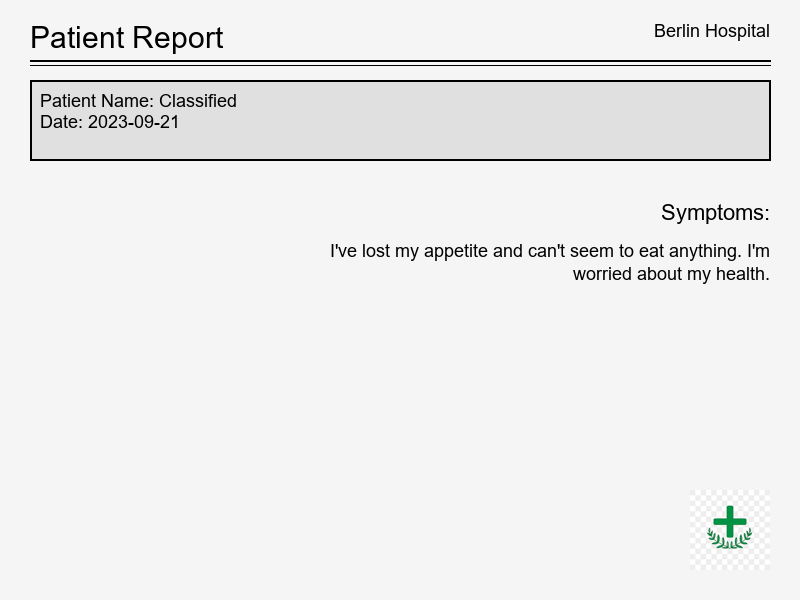 Patient Report
Berlin Hospital
Patient Name: Classified
Date: 2023-09-21
Symptoms:
I've lost my appetite and can't seem to eat anything. I'm
worried about my health.